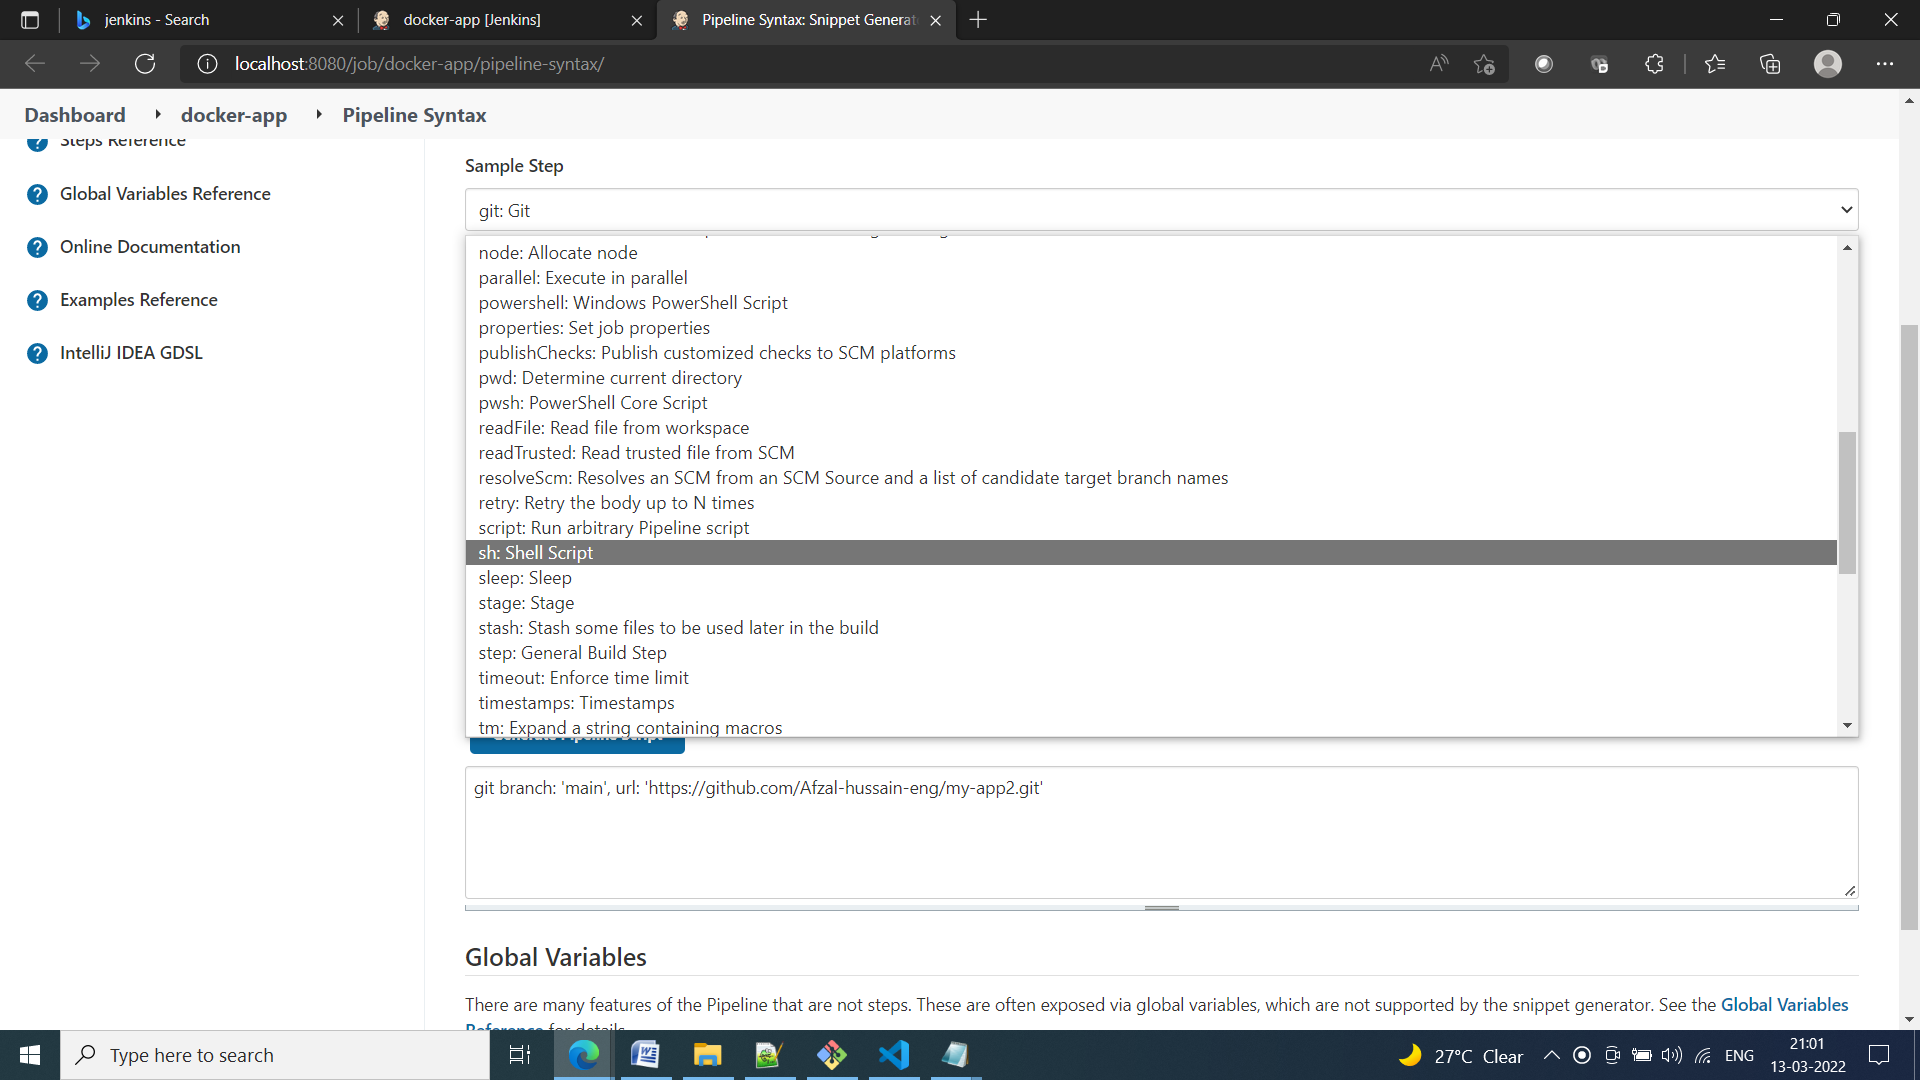 jenkins - Search
docker-app [Jenkins]
Pipeline Syntax: Snippet Generat
localhost:8080/job/docker-app/pipeline-syntax/
Dashboard
docker-app
Pipeline Syntax
Steps Reference
Global Variables Reference
Online Documentation
Examples Reference
IntelliJ IDEA GDSL
Sample Step
git: Git
node: Allocate node
parallel: Execute in parallel
powershell: Windows PowerShell Script
properties: Set job properties
publishChecks: Publish customized checks to SCM platforms
pwd: Determine current directory
pwsh: PowerShell Core Script
readFile: Read file from workspace
readTrusted: Read trusted file from SCM
resolveScm: Resolves an SCM from an SCM Source and a list of candidate target branch names
retry: Retry the body up to N times
script: Run arbitrary Pipeline script
sh: Shell Script
sleep: Sleep
stage: Stage
stash: Stash some files to be used later in the build
step: General Build Step
timeout: Enforce time limit
timestamps: Timestamps
tm: Expand a string containing macros
Generate Pipeline Script
git branch: 'main', url: 'https://github.com/Afzal-hussain-eng/my-app2.git'
Global Variables
There are many features of the Pipeline that are not steps. These are often exposed via global variables, which are not supported by the snippet generator. See the Global Variables
Reference for details.
Type here to search
27°C Clear
ENG
21:01
13-03-2022